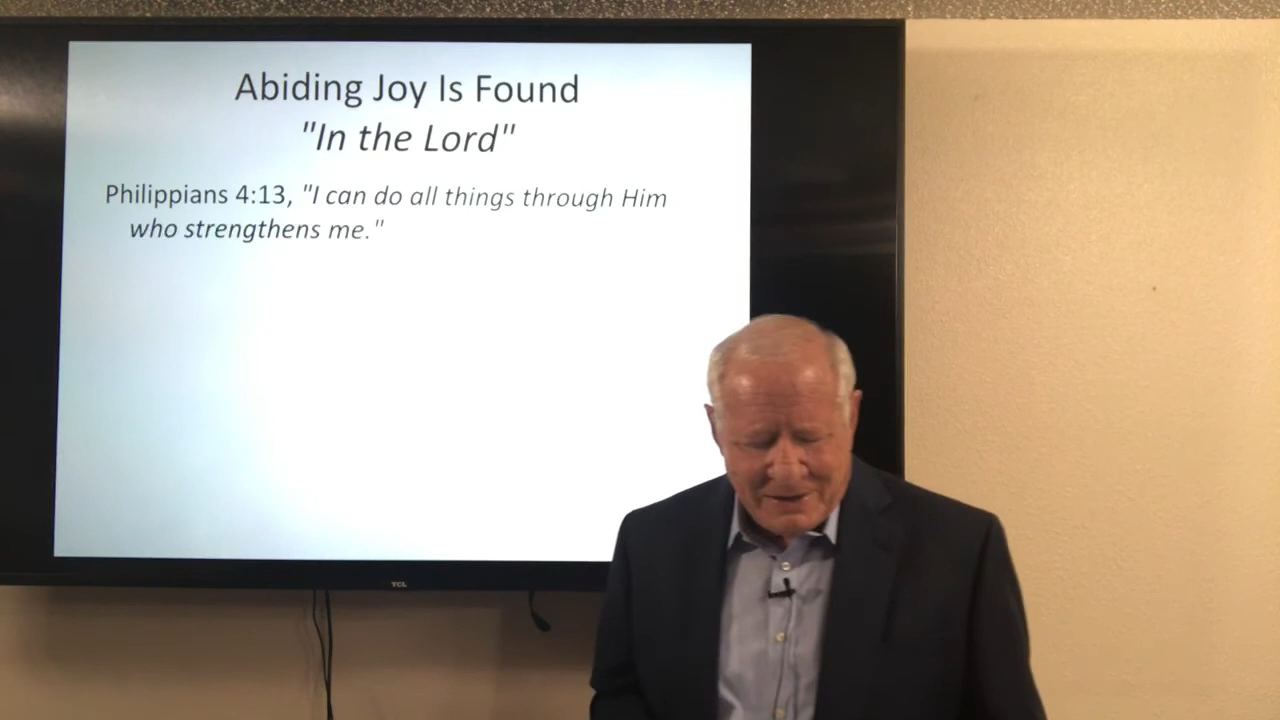 Abiding Joy Is Found
"In the Lord"
Philippians 4:13, "I can do all things through Him
who strengthens me."
TCL